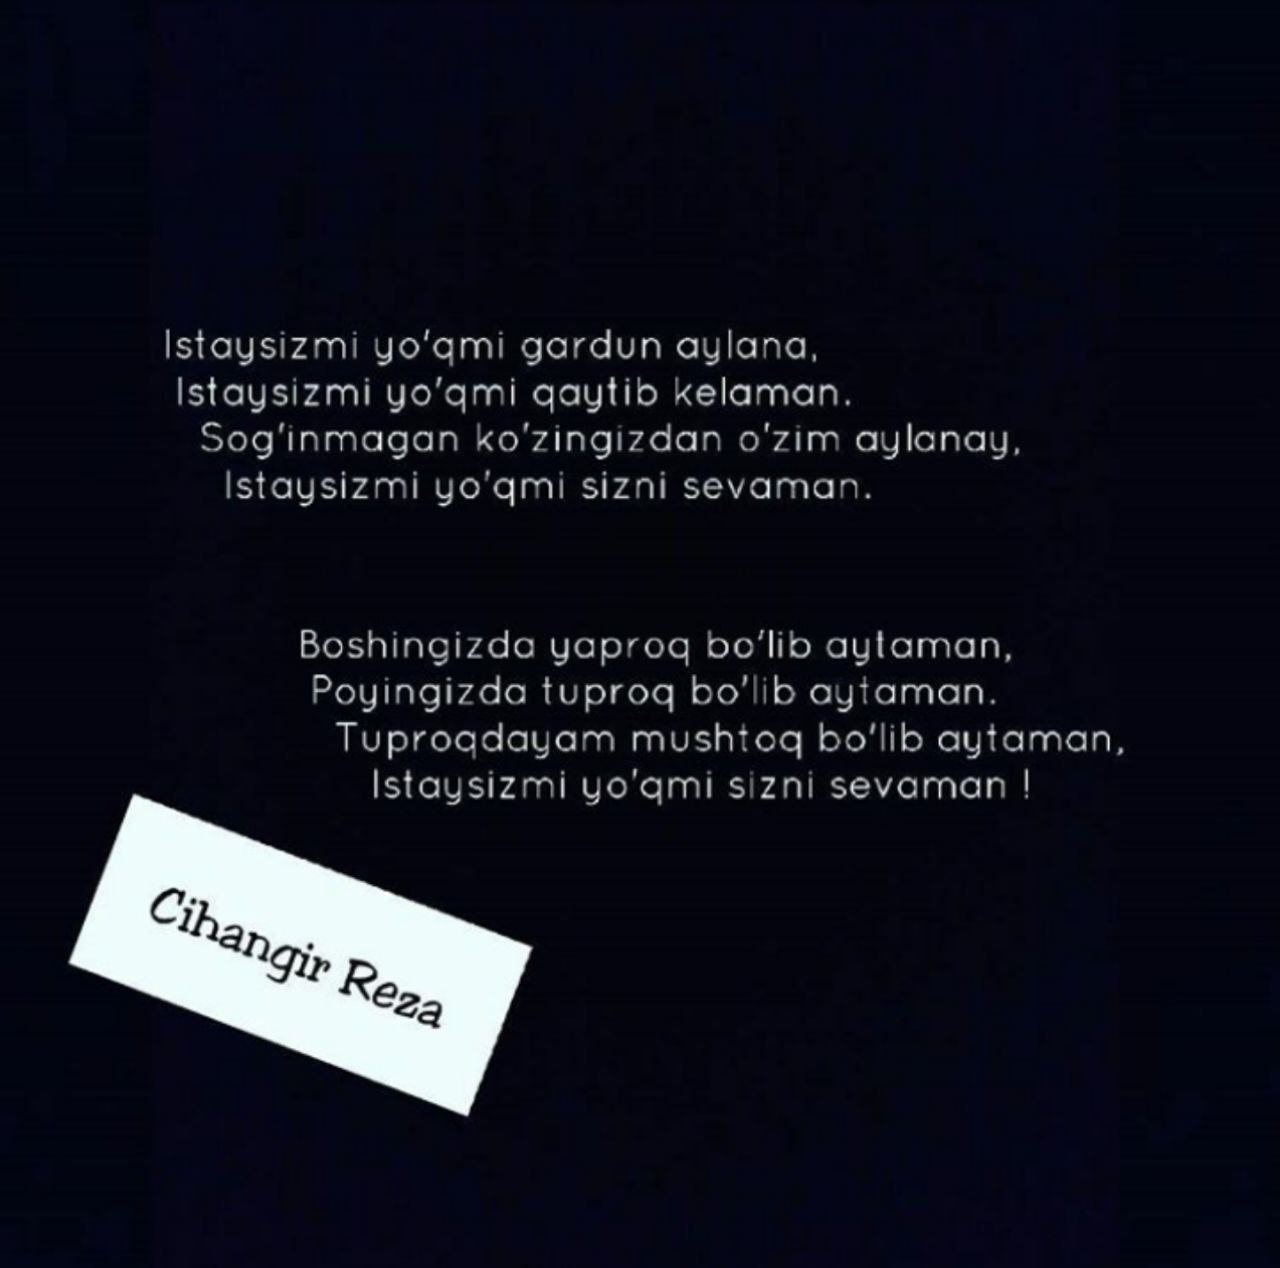 Istaysizmi yo'qmi gardun aylana,
Istaysizmi yo'qmi qaytib kelaman.
Sog'inmagan ko'zingizdan o'zim aylanay,
Istaysizmi yo'qmi sizni sevaman.
Boshingizda yaproq bo'lib aytaman,
Poyingizda tuproq bo'lib aytaman.
Tuproqdayam mushtoq bo'lib aytaman,
Istaysizmi yo'qmi sizni sevaman !
Cihangir Reza